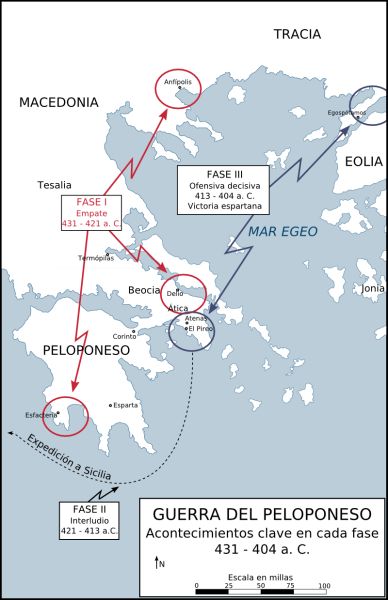 TRACIA
Anfípolis
MACEDONIA
Egospótamos
EOLIA
FASE III
Ofensiva decisiva
413 - 404 a. C.
Victoria espartana
Tesalia
FASE I
Empate
431 - 421 a. C.
MAR EGEO
Termópilas
Beocia
Delio
Jonia
Ática
Atenas
El Pireo
Corinto
PELOPONESO
Esparta
Esfacteria
Expedición a Sicilia
FASE II
Interludio
421 - 413 a.C.
GUERRA DEL PELOPONESO
Acontecimientos clave en cada fase
431 - 404 a. C.
N
Escala en millas
0 25 50 75 100